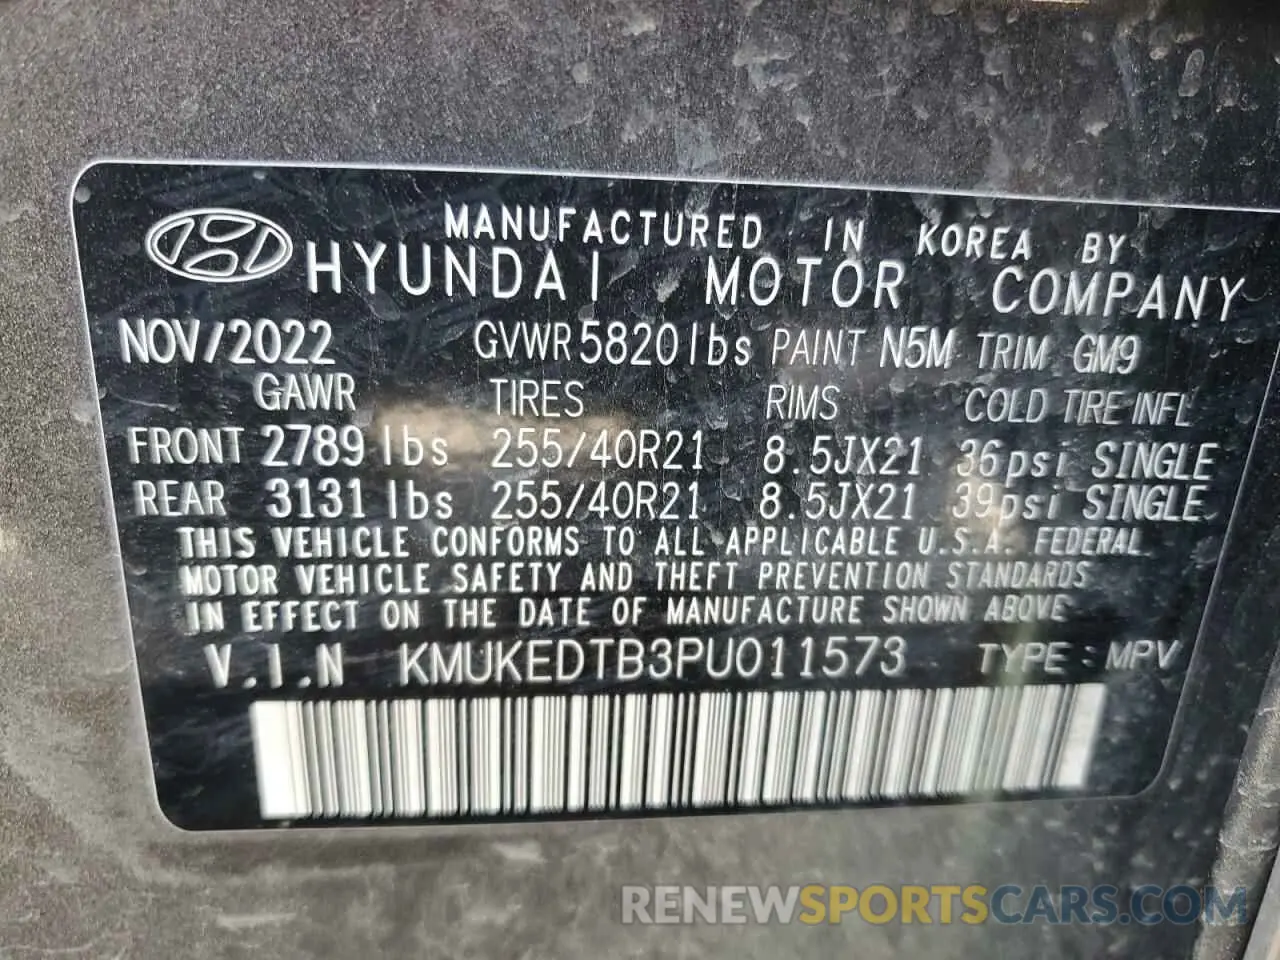 MANUFACTURED IN KOREA BY
HYUNDAI MOTOR COMPANY
NOV/2022 GVWR 5820 lbs PAINT N5M TRIM GM9
GAWR TIRES RIMS COLD TIRE INFL
FRONT 2789 lbs 255/40R21 8.5JX21 36psi SINGLE
REAR 3131 lbs 255/40R21 8.5JX21 39psi SINGLE
THIS VEHICLE CONFORMS TO ALL APPLICABLE U.S.A. FEDERAL
MOTOR VEHICLE SAFETY AND THEFT PREVENTION STANDARDS
IN EFFECT ON THE DATE OF MANUFACTURE SHOWN ABOVE
V.I.N KMUKEDTB3PU011573 TYPE : MPV
RENEWSPORTSCARS.COM